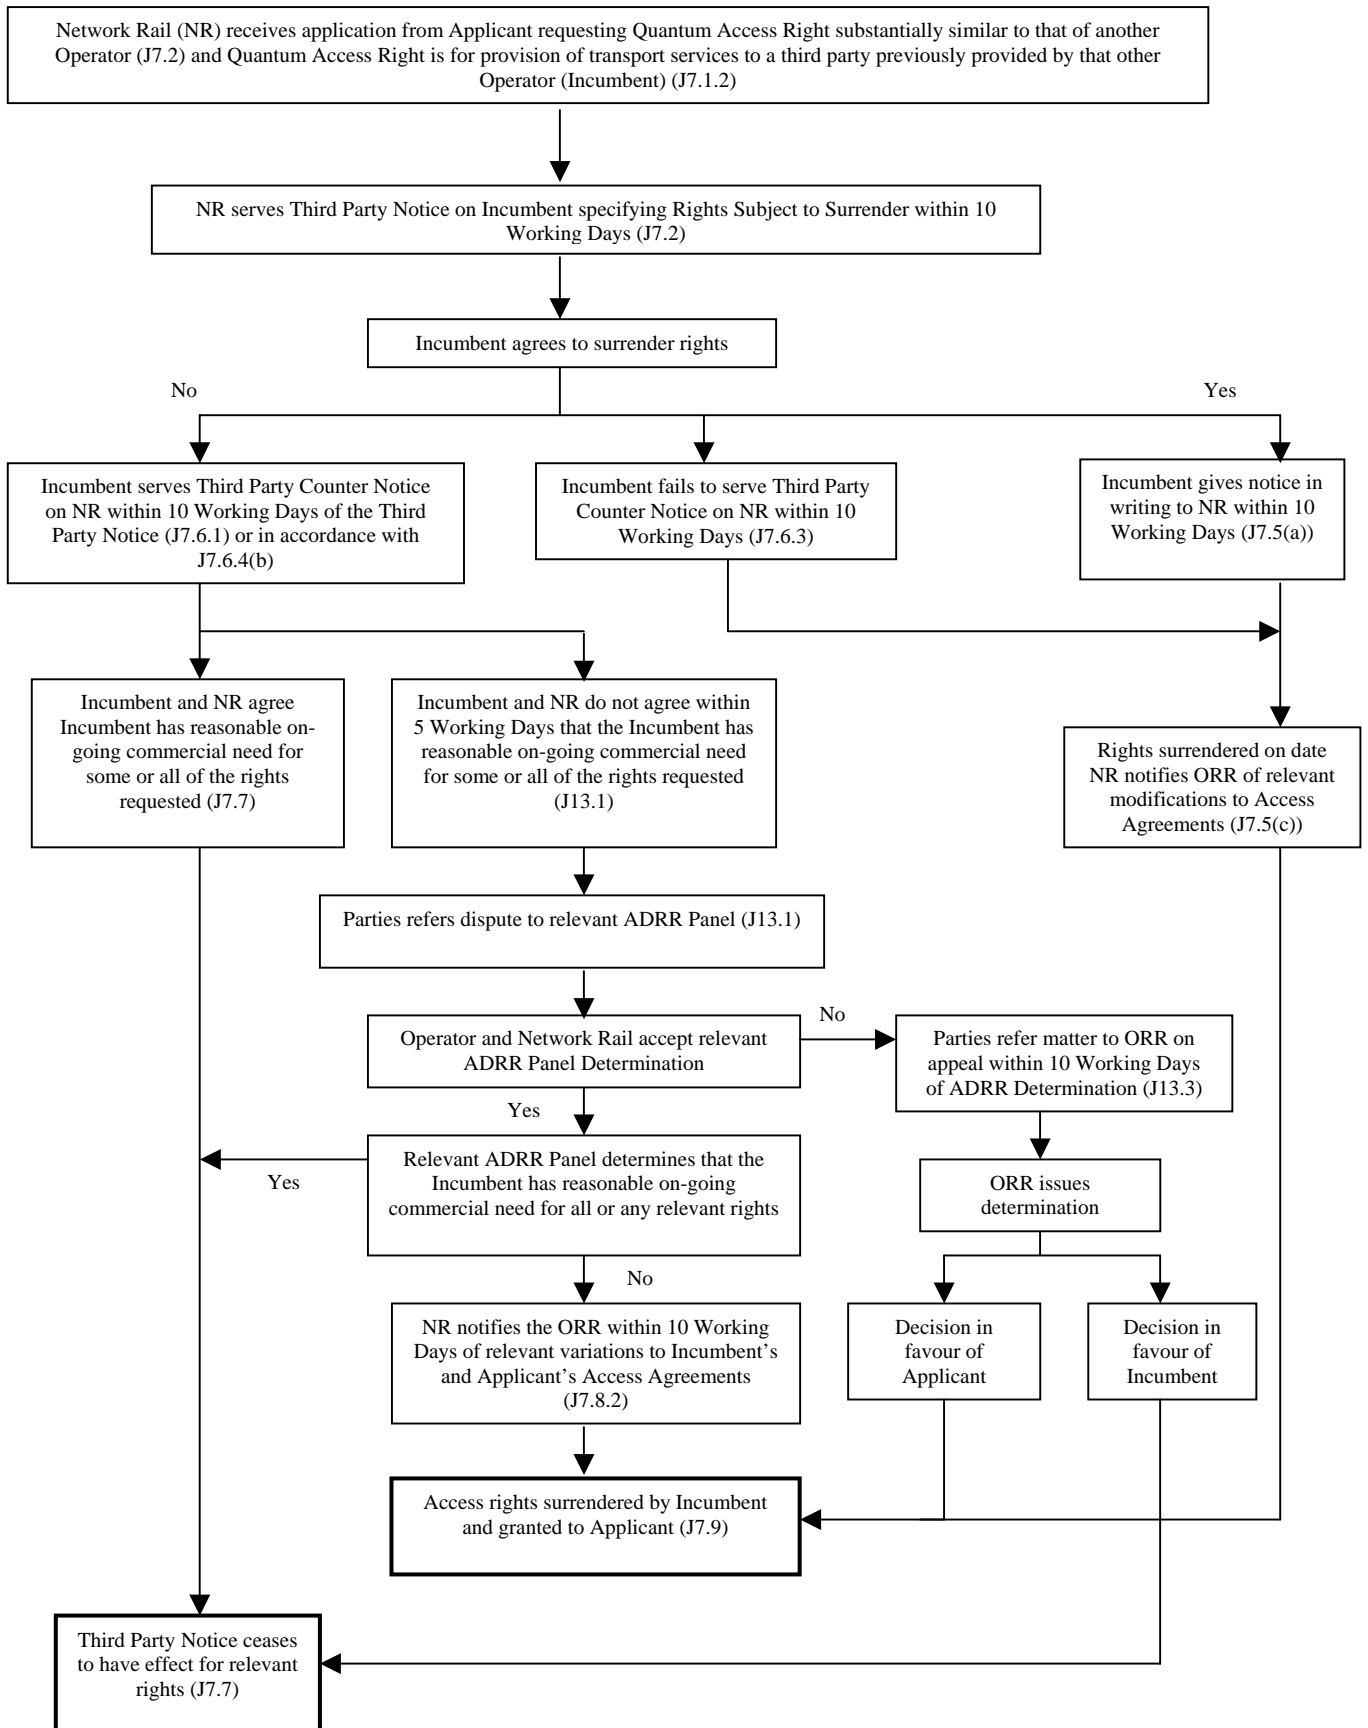 Network Rail (NR) receives application from Applicant requesting Quantum Access Right substantially similar to that of another
Operator (J7.2) and Quantum Access Right is for provision of transport services to a third party previously provided by that other
Operator (Incumbent) (J7.1.2)
NR serves Third Party Notice on Incumbent specifying Rights Subject to Surrender within 10
Working Days (J7.2)
Incumbent agrees to surrender rights
No
Yes
Incumbent serves Third Party Counter Notice
on NR within 10 Working Days of the Third
Party Notice (J7.6.1) or in accordance with
J7.6.4(b)
Incumbent fails to serve Third Party
Counter Notice on NR within 10
Working Days (J7.6.3)
Incumbent gives notice in
writing to NR within 10
Working Days (J7.5(a))
Incumbent and NR agree
Incumbent has reasonable on-
going commercial need for
some or all of the rights
requested (J7.7)
Incumbent and NR do not agree within
5 Working Days that the Incumbent has
reasonable on-going commercial need
for some or all of the rights requested
(J13.1)
Rights surrendered on date
NR notifies ORR of relevant
modifications to Access
Agreements (J7.5(c))
Parties refers dispute to relevant ADRR Panel (J13.1)
Operator and Network Rail accept relevant
ADRR Panel Determination
No
Parties refer matter to ORR on
appeal within 10 Working Days
of ADRR Determination (J13.3)
Yes
Relevant ADRR Panel determines that the
Incumbent has reasonable on-going
commercial need for all or any relevant rights
Yes
ORR issues
determination
No
NR notifies the ORR within 10 Working
Days of relevant variations to Incumbent's
and Applicant's Access Agreements
(J7.8.2)
Decision in
favour of
Applicant
Decision in
favour of
Incumbent
Access rights surrendered by Incumbent
and granted to Applicant (J7.9)
Third Party Notice ceases
to have effect for relevant
rights (J7.7)